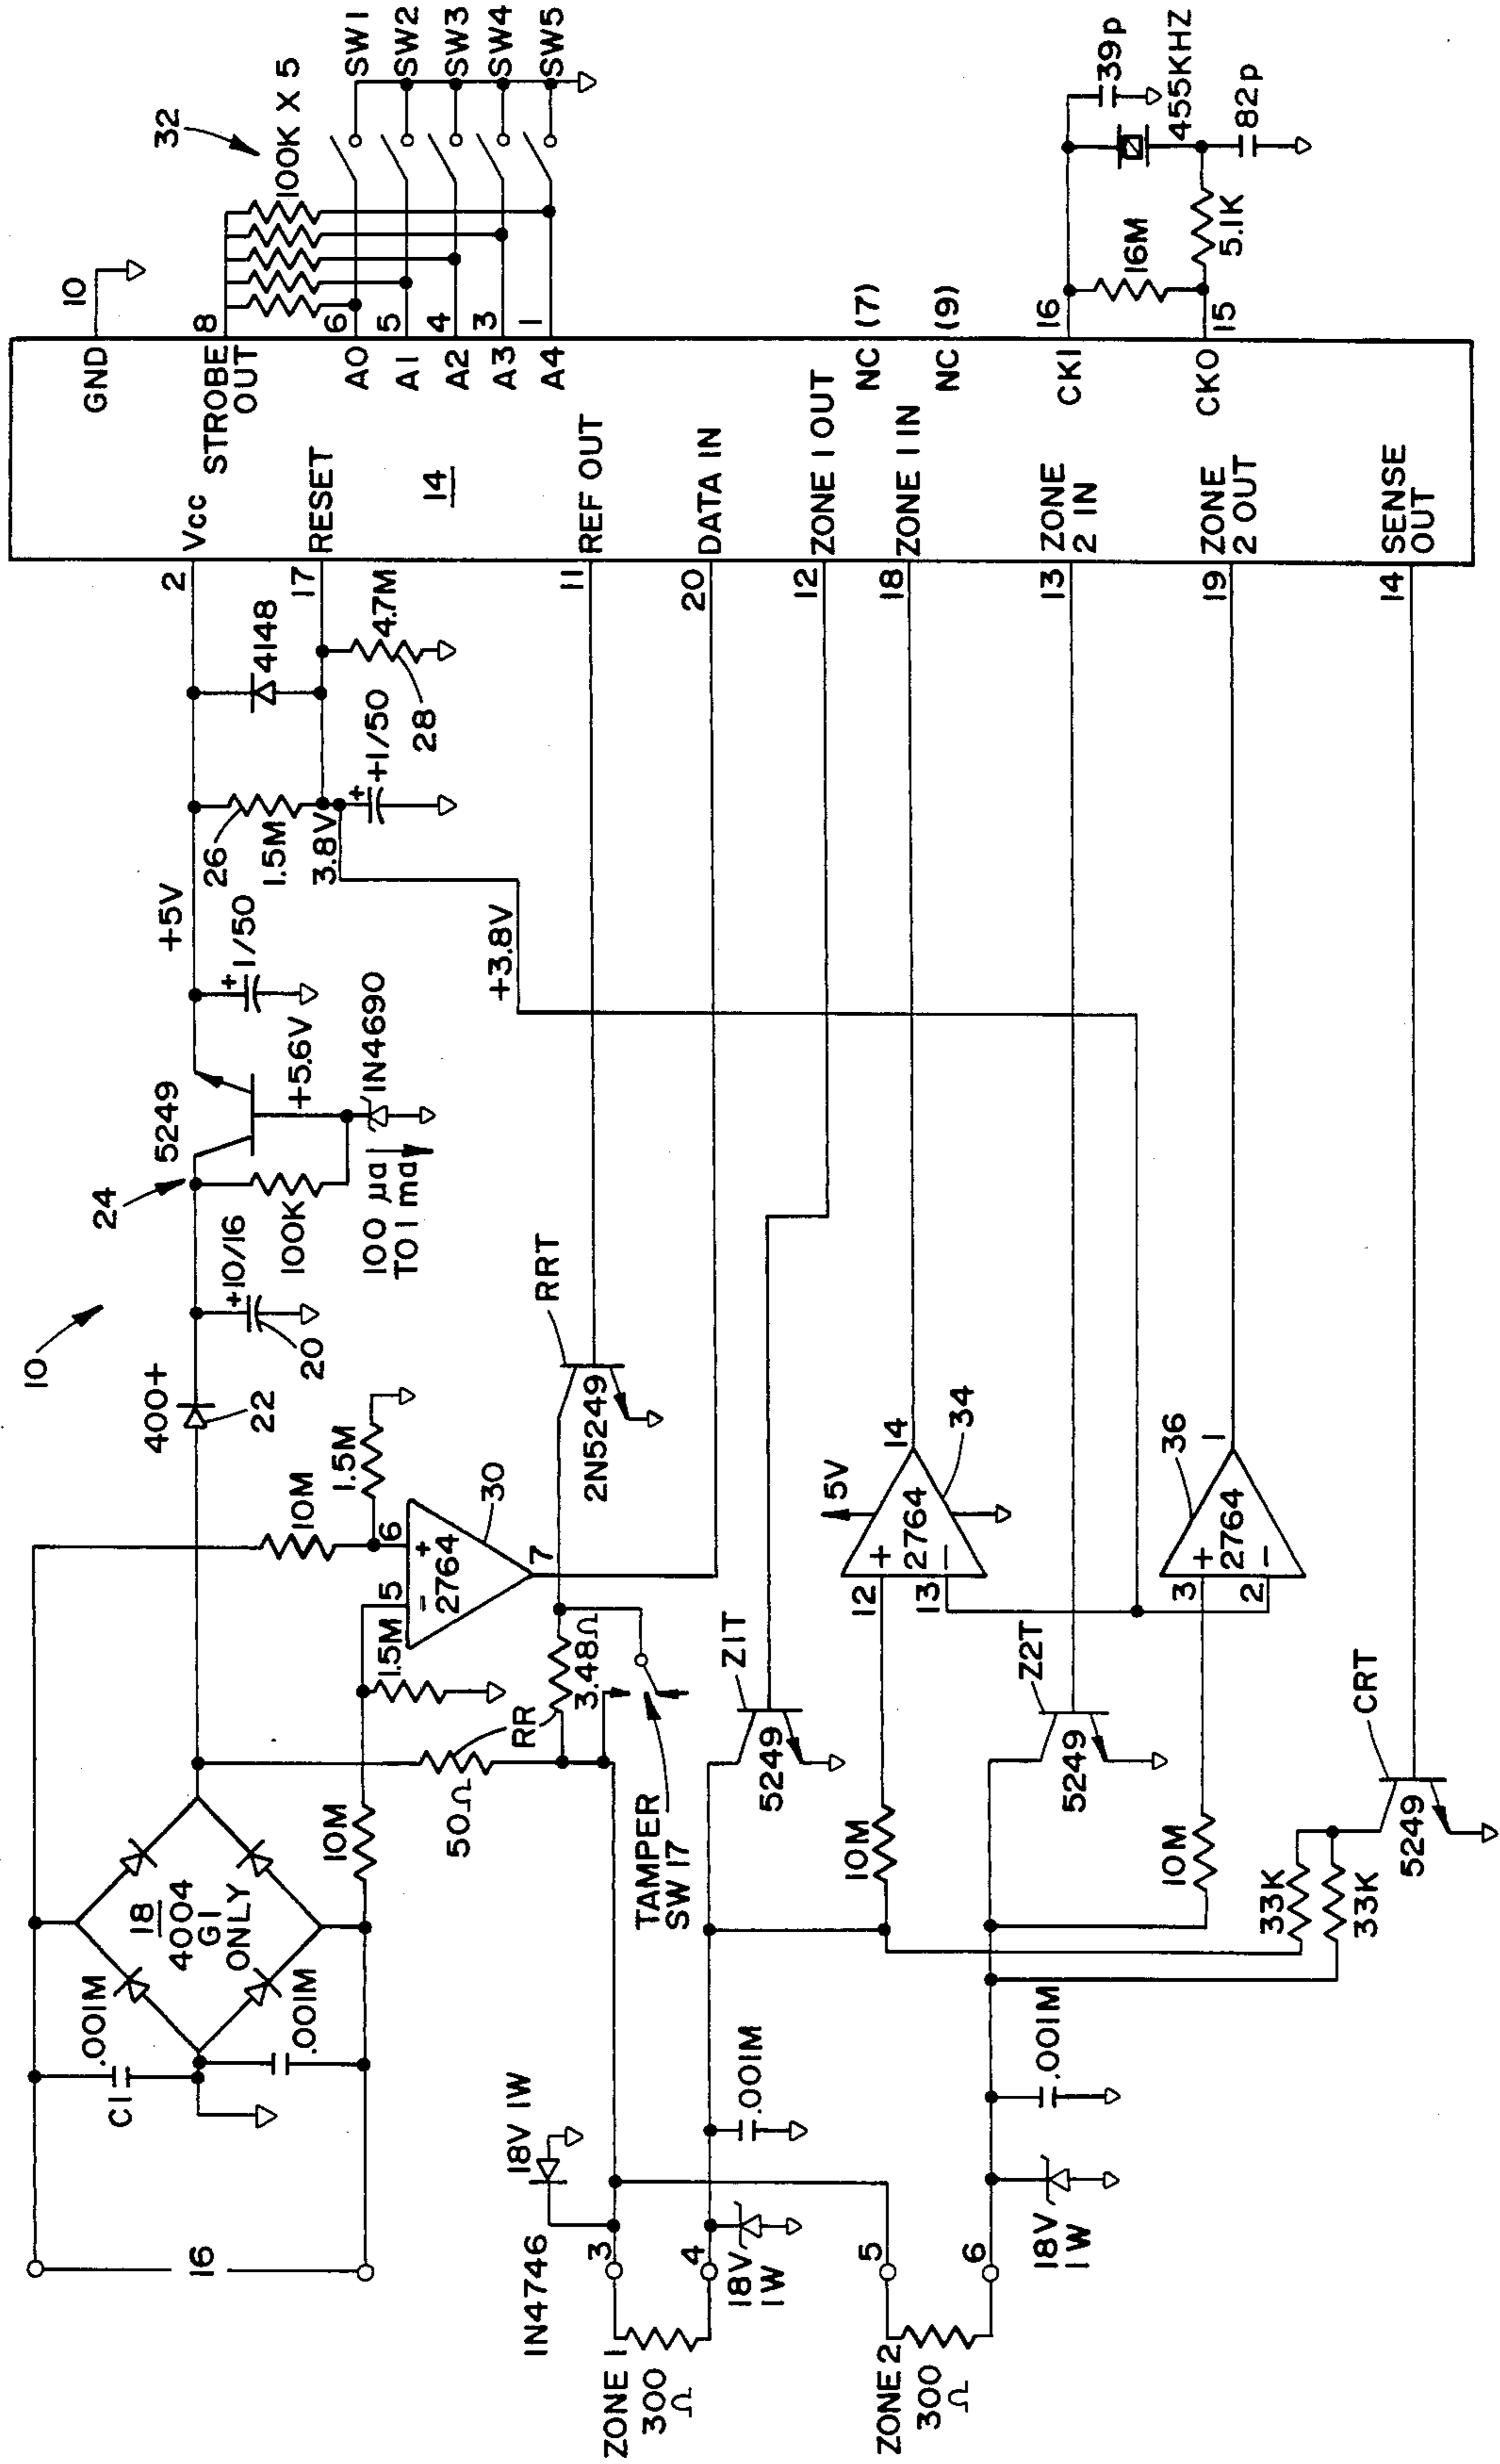 10
16
C1
.001M
.001M
18
4004
G1
ONLY
10M
400+
22
+10/16
20
24
5249
100K
100 µa
TO 1 ma
+5.6V
1N4690
+1/50
+5V
26
1.5M
3.8V
++1/50
28
4.7M
4148
+3.8V
10M
1.5M
1.5M
5
6
-
+
2764
7
30
50Ω
RR
3.48Ω
TAMPER
SW 17
2N5249
RRT
1N4746
18V 1W
ZONE 1
300
Ω
3
4
18V
1W
.001M
Z1T
5249
10M
12
13
+
-
2764
5V
14
34
ZONE 2
300
Ω
5
6
18V
1W
.001M
Z2T
5249
10M
3
2
+
-
2764
36
1
33K
33K
5249
CRT
2
Vcc
17
RESET
14
11
REF OUT
20
DATA IN
12
ZONE 1 OUT
18
ZONE 1 IN
13
ZONE
2 IN
19
ZONE
2 OUT
14
SENSE
OUT
GND
10
STROBE
OUT
8
A0
6
A1
5
A2
4
A3
3
A4
1
NC (7)
NC (9)
CK1
16
CKO
15
32
100K X 5
SW1
SW2
SW3
SW4
SW5
16M
5.1K
39p
455KHZ
82p